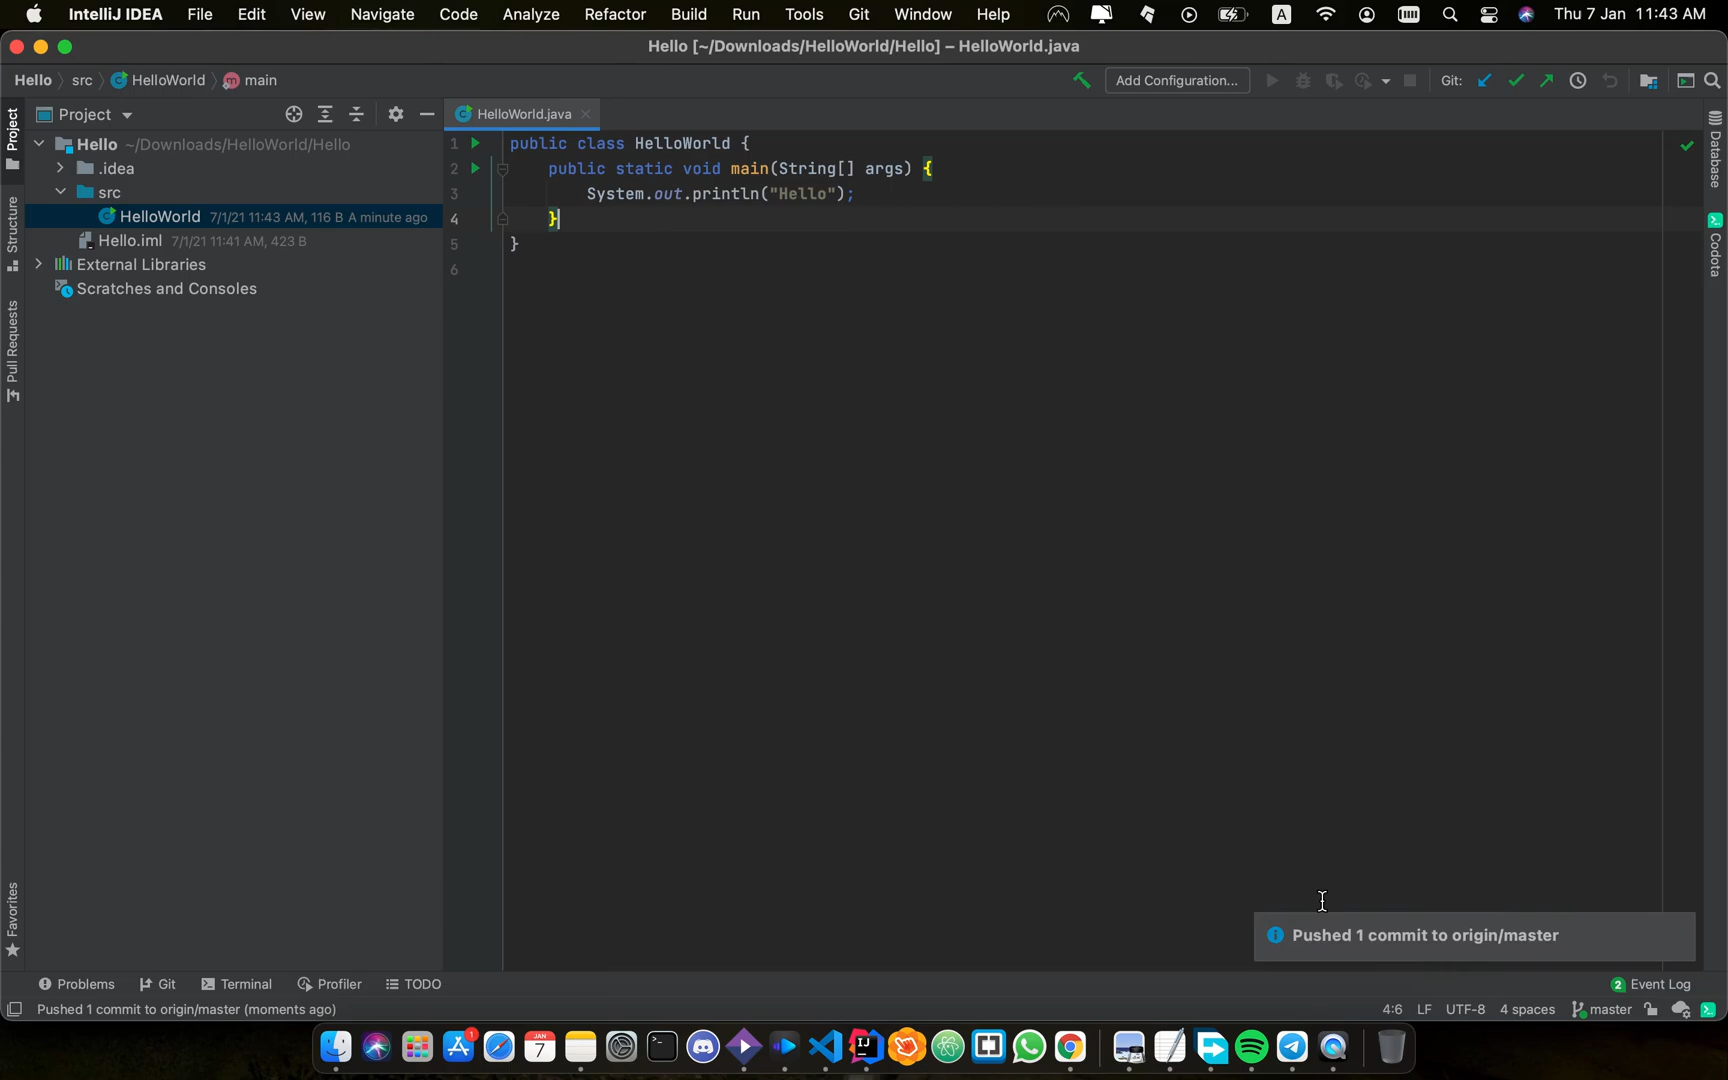 IntelliJ IDEA File Edit View Navigate Code Analyze Refactor Build Run Tools Git Window Help A Thu 7 Jan 11:43 AM
Hello [~/Downloads/HelloWorld/Hello] – HelloWorld.java
Hello src HelloWorld main Add Configuration... Git:
Project
Project
HelloWorld.java
Hello ~/Downloads/HelloWorld/Hello
.idea
src
HelloWorld 7/1/21 11:43 AM, 116 B A minute ago
Hello.iml 7/1/21 11:41 AM, 423 B
External Libraries
Scratches and Consoles
1 public class HelloWorld {
2 public static void main(String[] args) {
3 System.out.println("Hello");
4 }
5 }
6
Structure
Pull Requests
Favorites
Database
Codota
Pushed 1 commit to origin/master
Problems Git Terminal Profiler TODO 2 Event Log
Pushed 1 commit to origin/master (moments ago) 4:6 LF UTF-8 4 spaces master
1
JAN
7
IJ